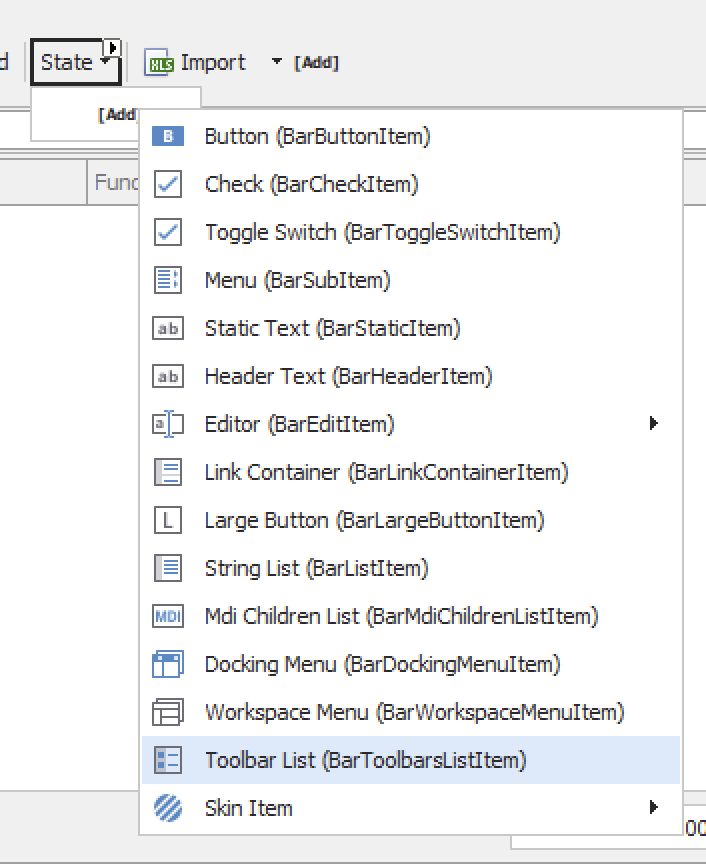 d State XLS Import [Add]
[Add]
B Button (BarButtonItem)
Func
Check (BarCheckItem)
Toggle Switch (BarToggleSwitchItem)
Menu (BarSubItem)
ab Static Text (BarStaticItem)
ab Header Text (BarHeaderItem)
a Editor (BarEditItem)
Link Container (BarLinkContainerItem)
L Large Button (BarLargeButtonItem)
String List (BarListItem)
MDI Mdi Children List (BarMdiChildrenListItem)
Docking Menu (BarDockingMenuItem)
Workspace Menu (BarWorkspaceMenuItem)
Toolbar List (BarToolbarsListItem)
Skin Item
00